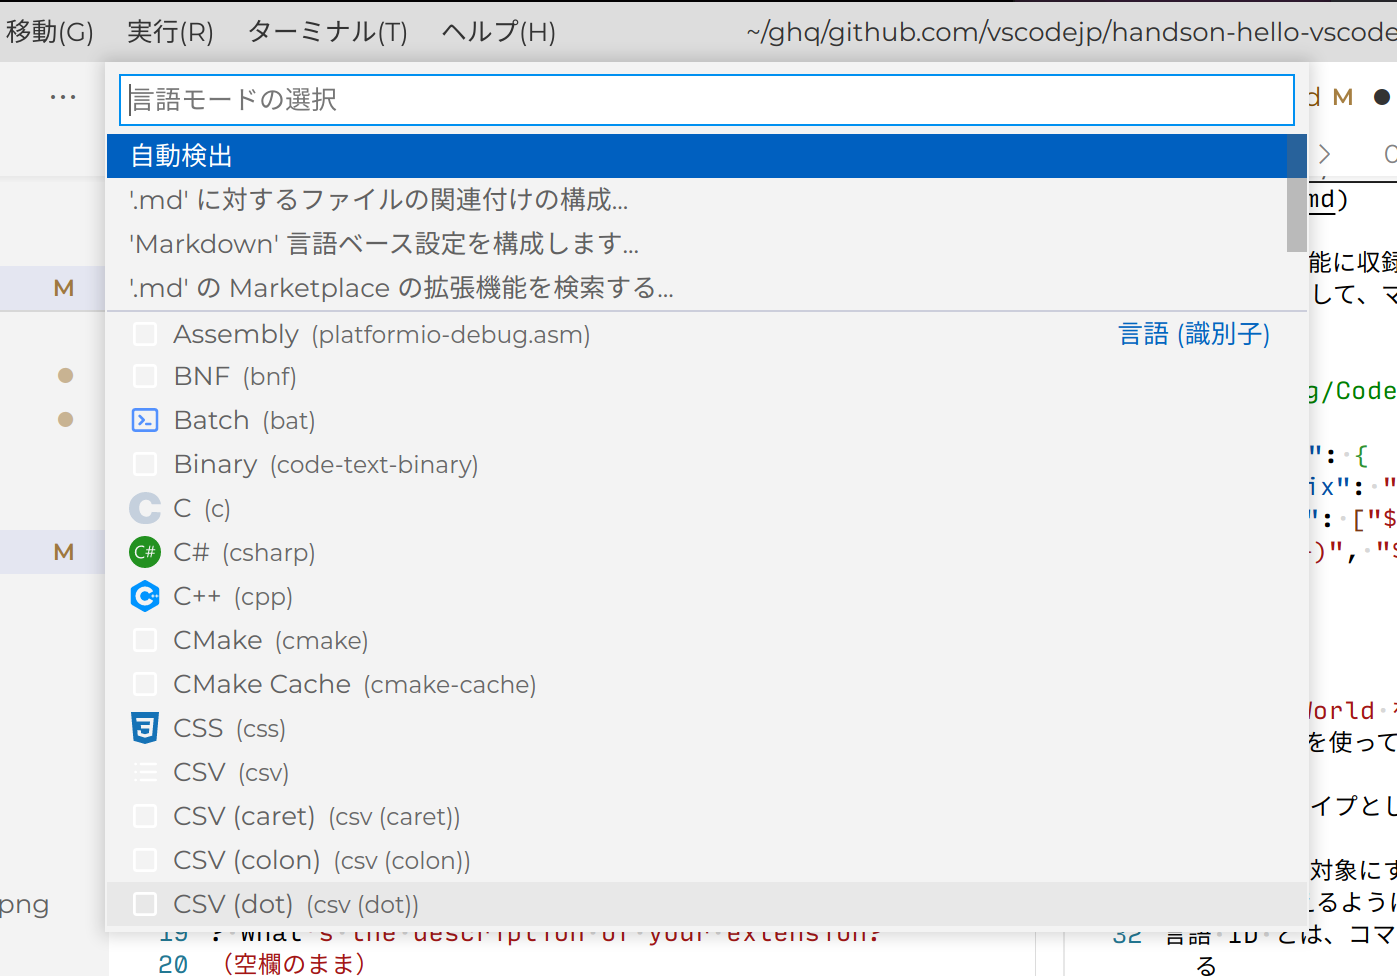 移動(G) 実行(R) ターミナル(T) ヘルプ(H) ~/ghq/github.com/vscodejp/handson-hello-vscode
言語モードの選択
d M
自動検出
'.md' に対するファイルの関連付けの構成...
md)
'Markdown' 言語ベース設定を構成します...
能に収録
'.md' の Marketplace の拡張機能を検索する...
M
して、マ
Assembly (platformio-debug.asm) 言語 (識別子)
BNF (bnf)
g/Code
Batch (bat)
": {
Binary (code-text-binary)
ix": "
C (c)
": ["$
C# (csharp)
M
)", "$
C++ (cpp)
CMake (cmake)
CMake Cache (cmake-cache)
World
CSS (css)
を使って
CSV (csv)
CSV (caret) (csv (caret))
イプとし
CSV (colon) (csv (colon))
対象にす
CSV (dot) (csv (dot))
png
るように
19 ? What's the description of your extension?
32 言語 ID とは、コマ
20 （空欄のまま）
る